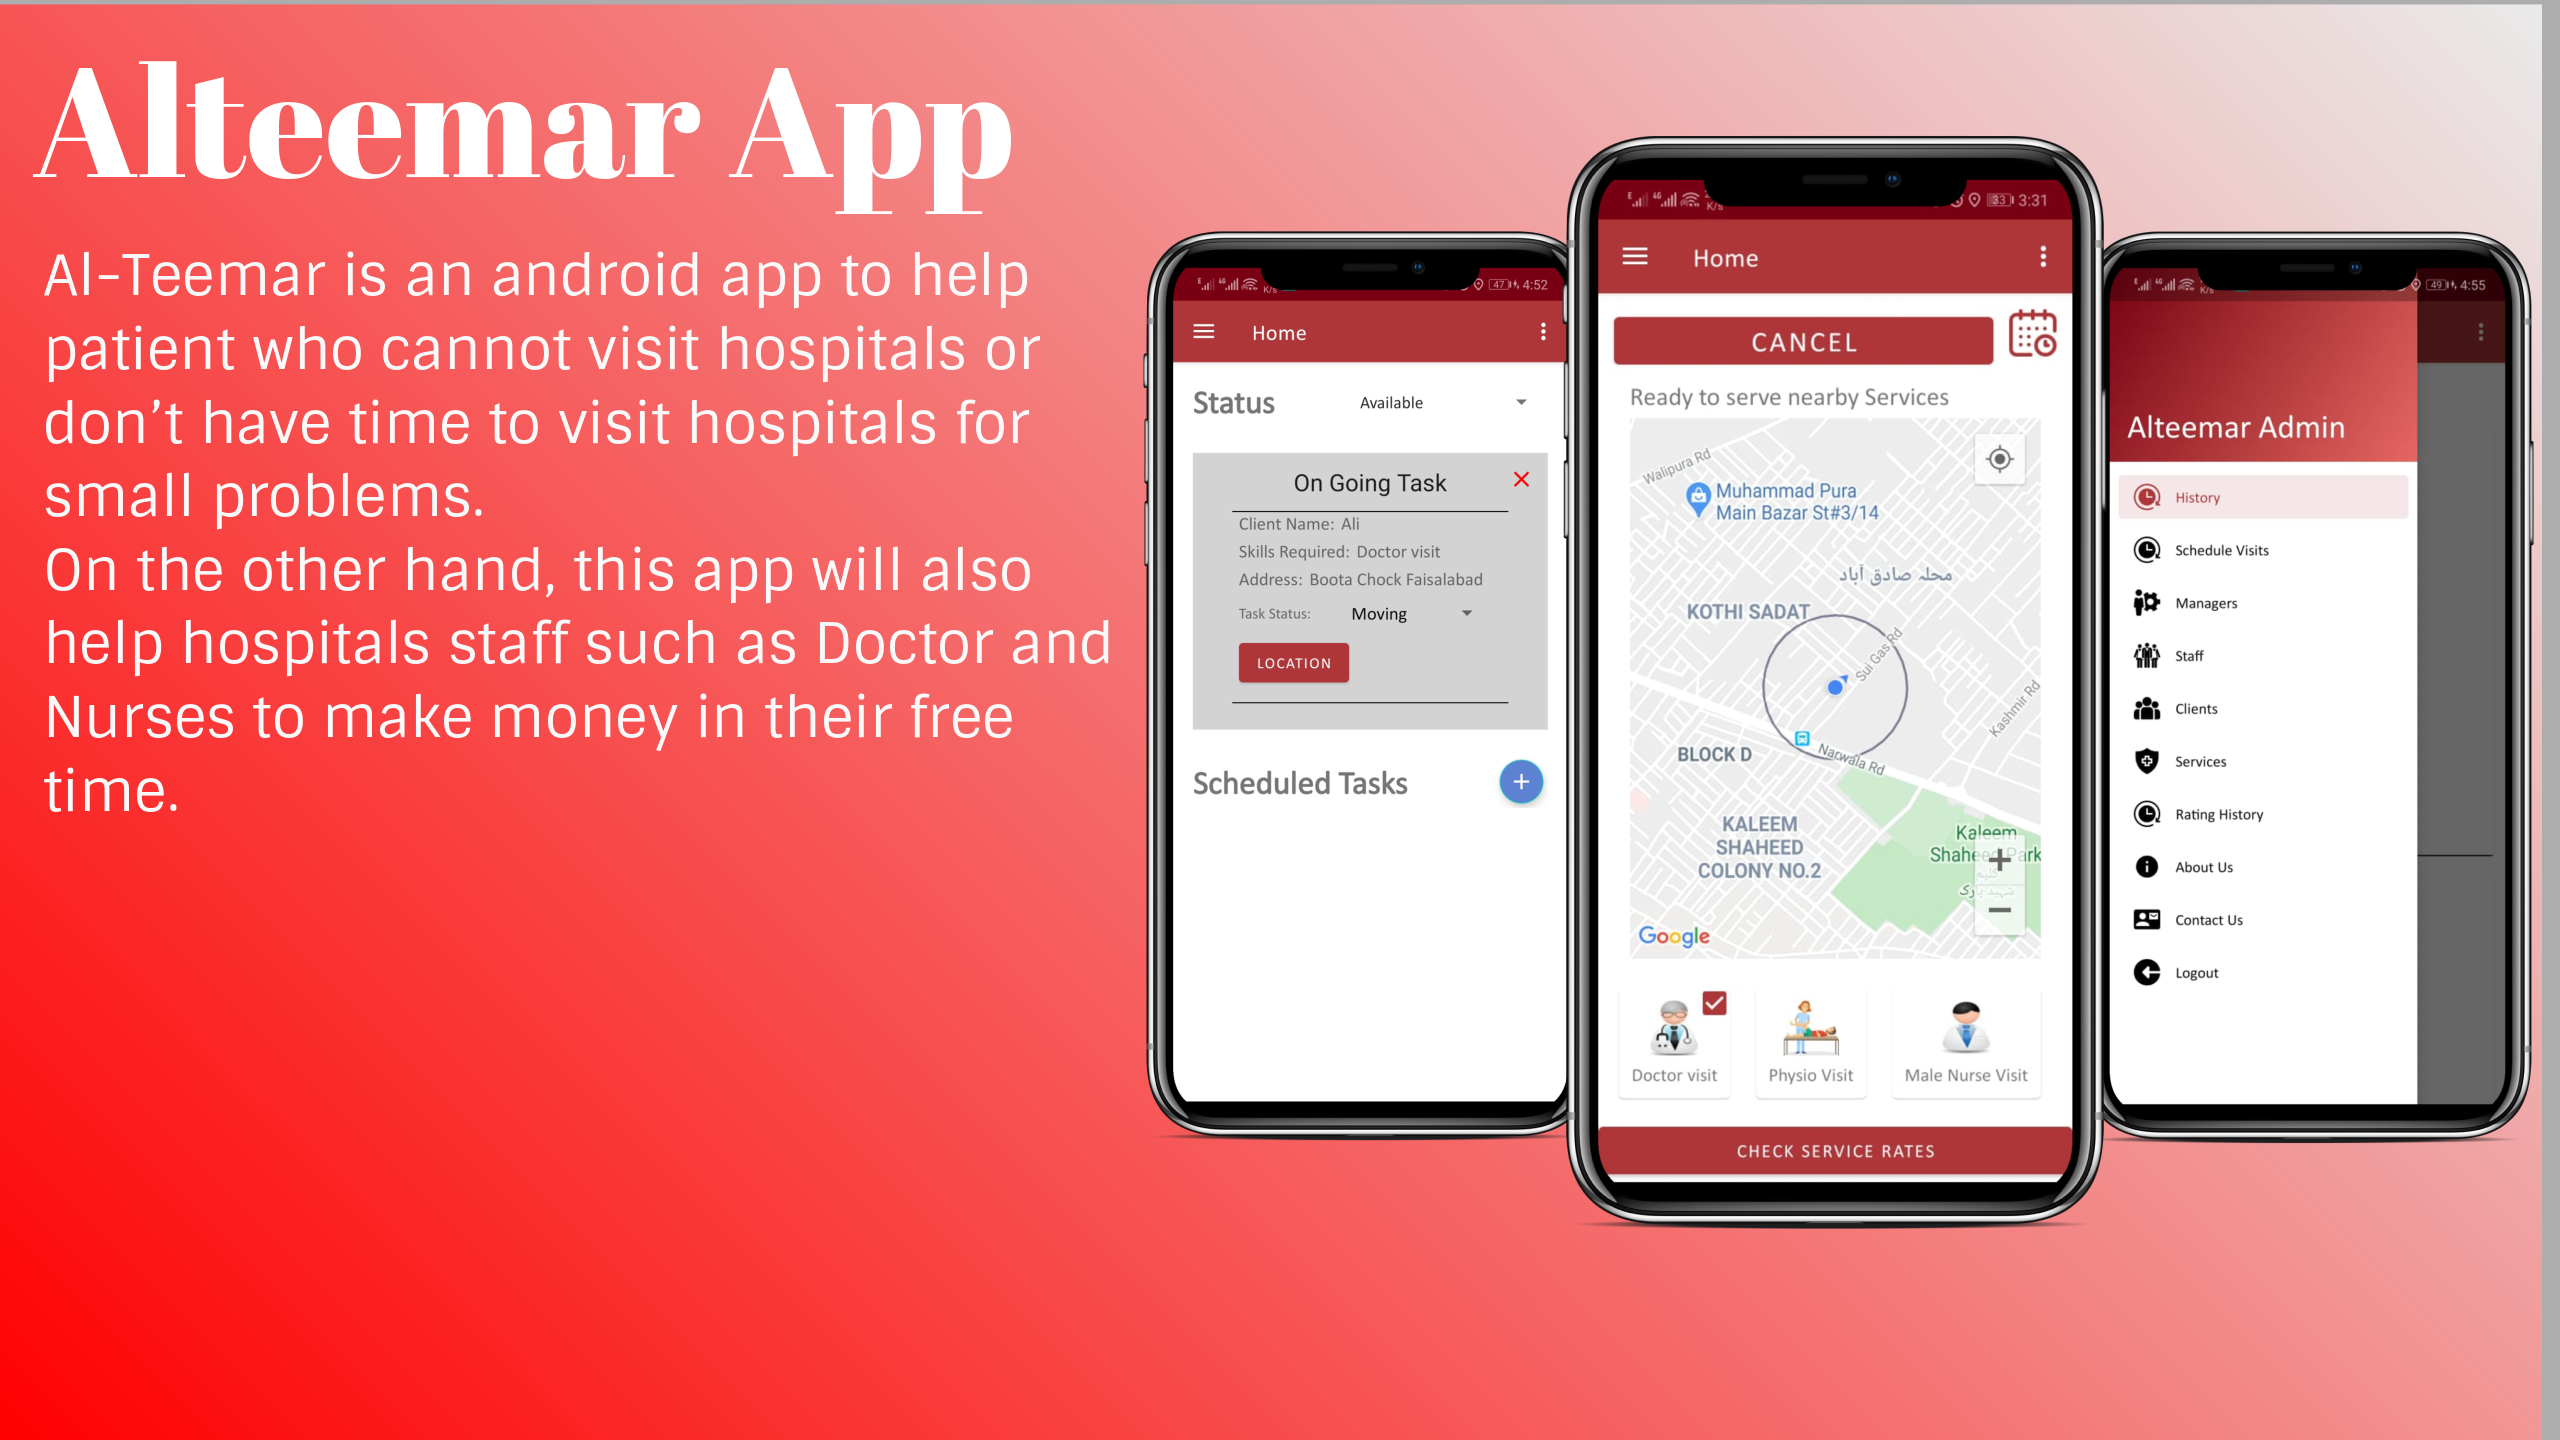 Alteemar App
Al-Teemar is an android app to help
patient who cannot visit hospitals or
don't have time to visit hospitals for
small problems.
On the other hand, this app will also
help hospitals staff such as Doctor and
Nurses to make money in their free
time.
K/s 47 4:52
Home
Status Available
On Going Task
Client Name: Ali
Skills Required: Doctor visit
Address: Boota Chock Faisalabad
Task Status: Moving
LOCATION
Scheduled Tasks
E 4G K/s 33 3:31
Home
CANCEL
Ready to serve nearby Services
Walipura Rd
Muhammad Pura
Main Bazar St#3/14
محلہ صادق آباد
KOTHI SADAT
Sui Gas Rd
Kashmir Rd
BLOCK D
Narwala Rd
KALEEM
SHAHEED
COLONY NO.2
Kaleem
Shaheed Park
کلیم
شہید پارک
Google
Doctor visit
Physio Visit
Male Nurse Visit
CHECK SERVICE RATES
K/s 49 4:55
Alteemar Admin
History
Schedule Visits
Managers
Staff
Clients
Services
Rating History
About Us
Contact Us
Logout